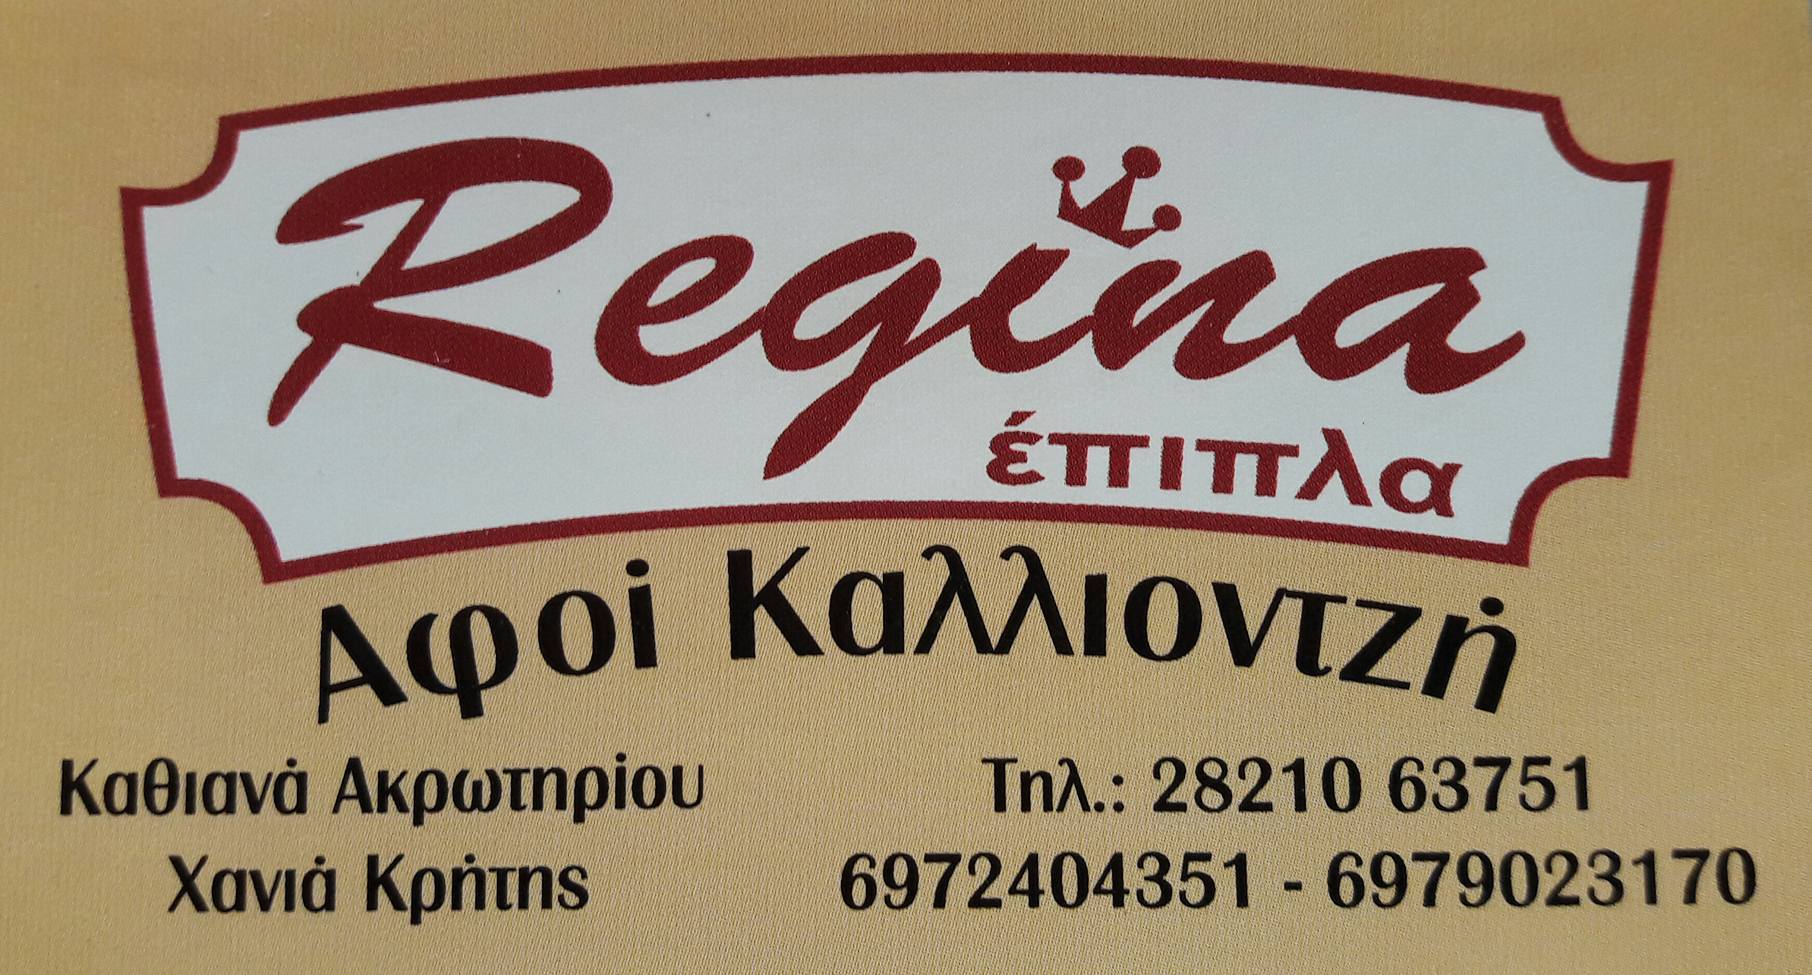 Regina
έπιπλα
Αφοί Καλλιοντζή
Καθιανά Ακρωτηρίου
Χανιά Κρήτης
Τηλ.: 28210 63751
6972404351 - 6979023170